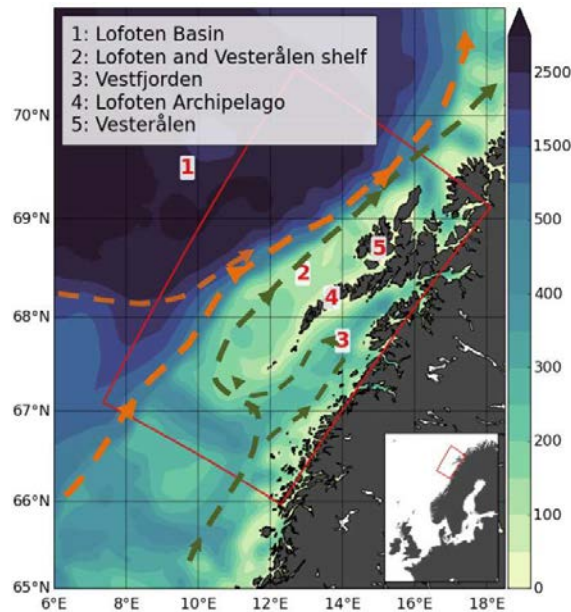 1: Lofoten Basin
2: Lofoten and Vesterålen shelf
3: Vestfjorden
4: Lofoten Archipelago
5: Vesterålen
70°N
69°N
68°N
67°N
66°N
65°N
6°E 8°E 10°E 12°E 14°E 16°E 18°E
1
2
3
4
5
2500
1500
500
400
300
200
100
0